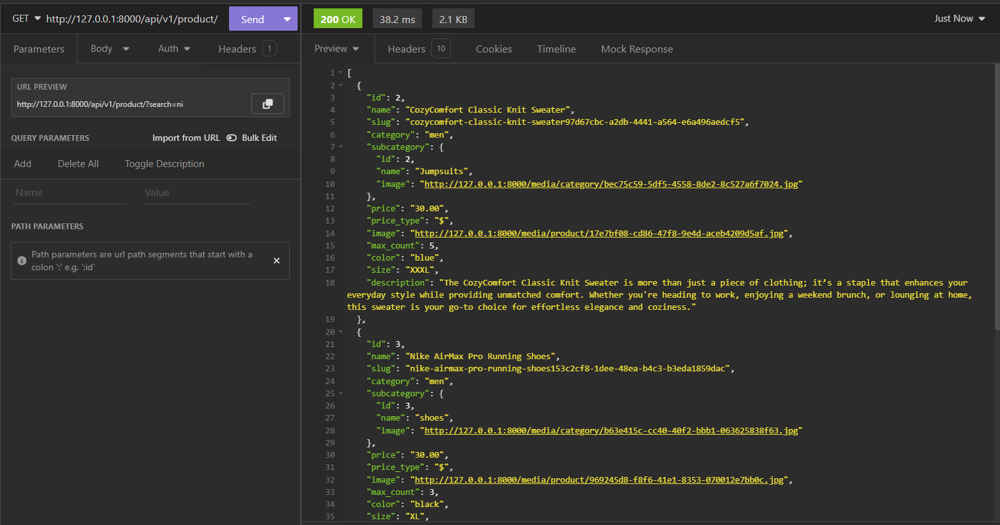 GET http://127.0.0.1:8000/api/v1/product/ Send
200 OK 38.2 ms 2.1 KB Just Now
Parameters Body Auth Headers 1
Preview Headers 10 Cookies Timeline Mock Response
URL PREVIEW
http://127.0.0.1:8000/api/v1/product/?search=ni
QUERY PARAMETERS Import from URL Bulk Edit
Add Delete All Toggle Description
Name Value
PATH PARAMETERS
Path parameters are url path segments that start with a
colon ':' e.g. ':id'
1 [
2 {
3 "id": 2,
4 "name": "CozyComfort Classic Knit Sweater",
5 "slug": "cozycomfort-classic-knit-sweater97d67cbc-a2db-4441-a564-e6a496aedcf5",
6 "category": "men",
7 "subcategory": {
8 "id": 2,
9 "name": "Jumpsuits",
10 "image": "http://127.0.0.1:8000/media/category/bec75c59-5df5-4558-8de2-8c527a6f7024.jpg"
11 },
12 "price": "30.00",
13 "price_type": "$",
14 "image": "http://127.0.0.1:8000/media/product/17e7bf08-cd86-47f8-9e4d-aceb4209d5af.jpg",
15 "max_count": 5,
16 "color": "blue",
17 "size": "XXXL",
18 "description": "The CozyComfort Classic Knit Sweater is more than just a piece of clothing; it’s a staple that enhances your
everyday style while providing unmatched comfort. Whether you're heading to work, enjoying a weekend brunch, or lounging at home,
this sweater is your go-to choice for effortless elegance and coziness."
19 },
20 {
21 "id": 3,
22 "name": "Nike AirMax Pro Running Shoes",
23 "slug": "nike-airmax-pro-running-shoes153c2cf8-1dee-48ea-b4c3-b3eda1859dac",
24 "category": "men",
25 "subcategory": {
26 "id": 3,
27 "name": "shoes",
28 "image": "http://127.0.0.1:8000/media/category/b63e415c-cc40-40f2-bbb1-063625838f63.jpg"
29 },
30 "price": "30.00",
31 "price_type": "$",
32 "image": "http://127.0.0.1:8000/media/product/969245d8-f8f6-41e1-8353-070012e7bb0c.jpg",
33 "max_count": 3,
34 "color": "black",
35 "size": "XL",